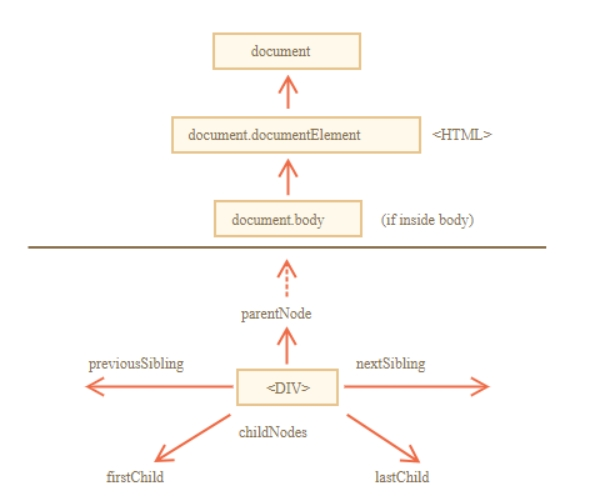 document
document.documentElement <HTML>
document.body (if inside body)
parentNode
previousSibling nextSibling
<DIV>
childNodes
firstChild lastChild